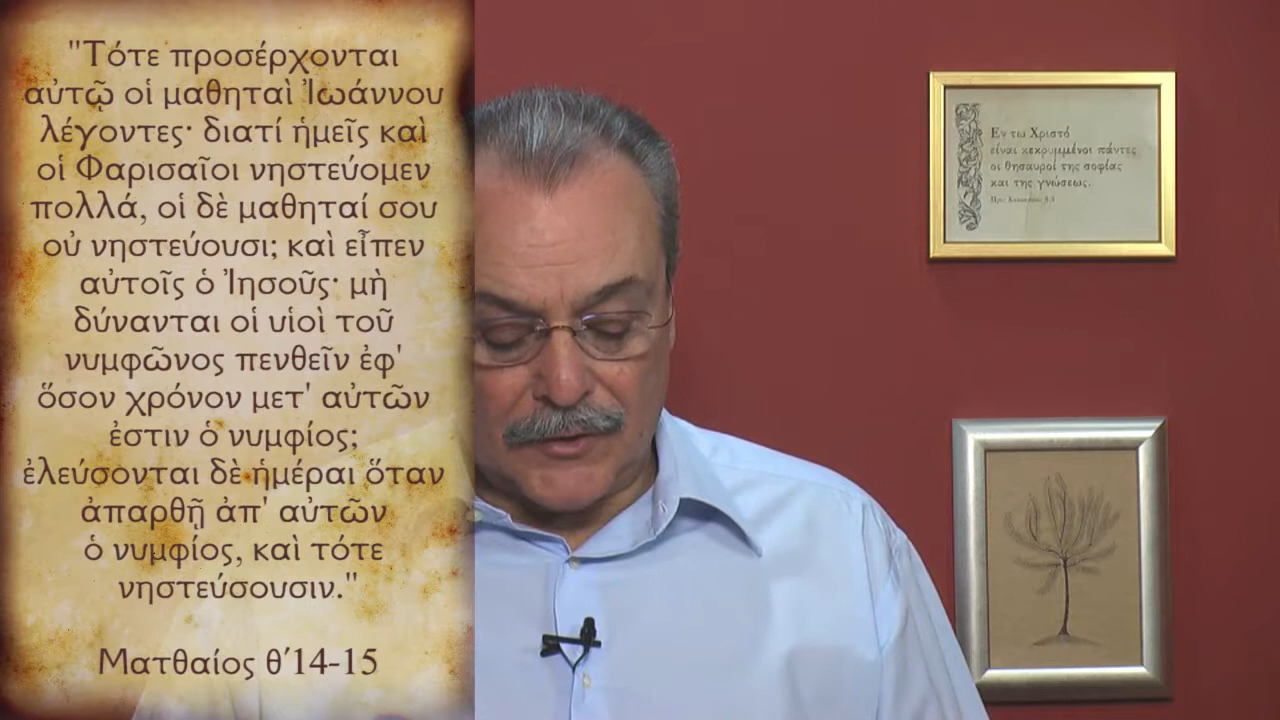 "Τότε προσέρχονται
αὐτῷ οἱ μαθηταὶ Ἰωάννου
λέγοντες· διατί ἡμεῖς καὶ
οἱ Φαρισαῖοι νηστεύομεν
πολλά, οἱ δὲ μαθηταί σου
οὐ νηστεύουσι; καὶ εἶπεν
αὐτοῖς ὁ Ἰησοῦς· μὴ
δύνανται οἱ υἱοὶ τοῦ
νυμφῶνος πενθεῖν ἐφ'
ὅσον χρόνον μετ' αὐτῶν
ἐστιν ὁ νυμφίος;
ἐλεύσονται δὲ ἡμέραι ὅταν
ἀπαρθῇ ἀπ' αὐτῶν
ὁ νυμφίος, καὶ τότε
νηστεύσουσιν."
Ματθαίος θ΄14-15
Εν τω Χριστό
είναι κεκρυμμένοι πάντες
οι θησαυροί της σοφίας
και της γνώσεως.